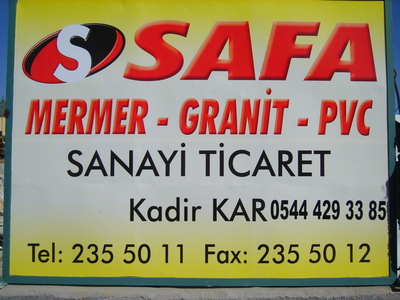 S SAFA
MERMER - GRANİT - PVC
SANAYİ TİCARET
Kadir KAR 0544 429 33 85
Tel: 235 50 11 Fax: 235 50 12